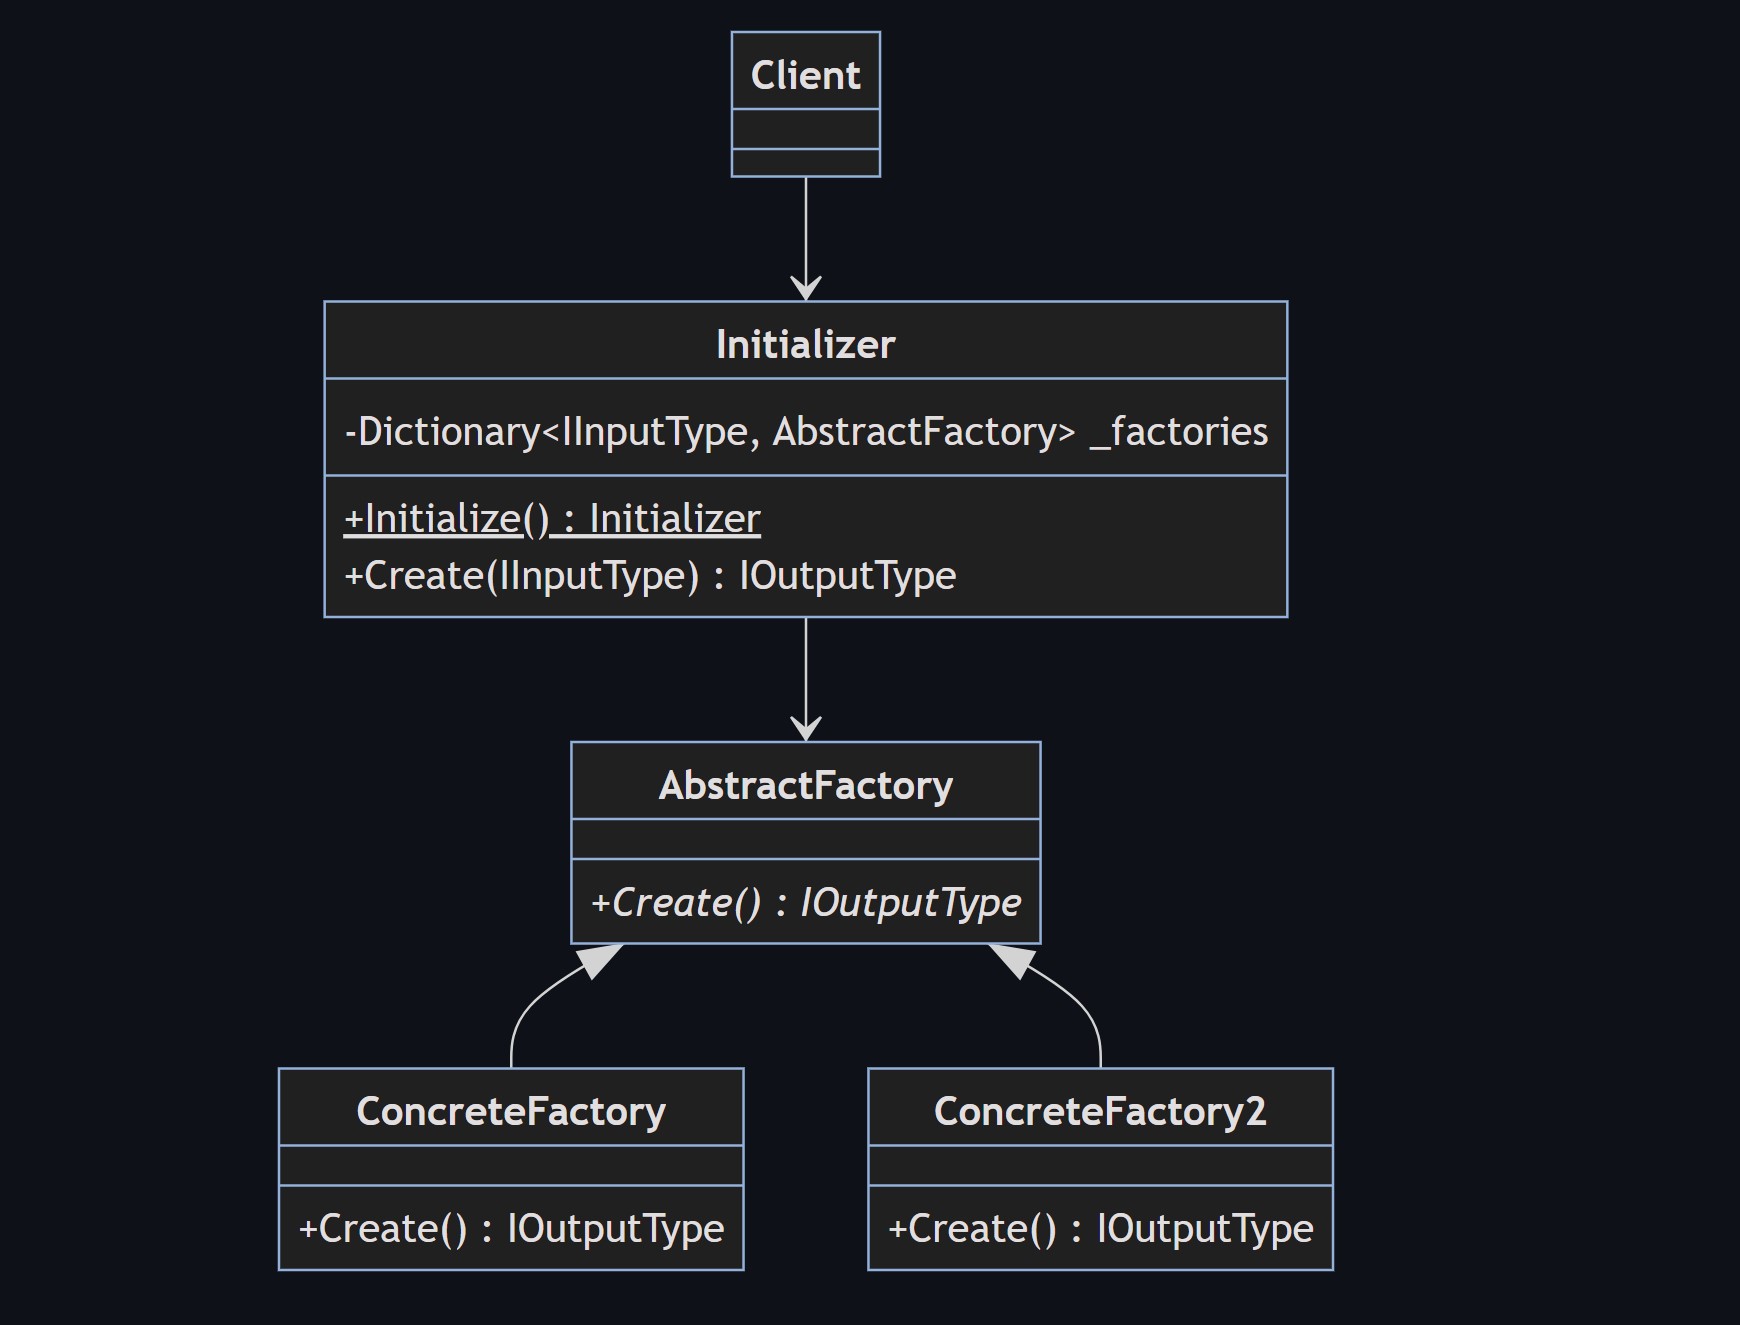 Client
Initializer
-Dictionary<IInputType, AbstractFactory> _factories
+Initialize() : Initializer
+Create(IInputType) : IOutputType
AbstractFactory
+Create() : IOutputType
ConcreteFactory
+Create() : IOutputType
ConcreteFactory2
+Create() : IOutputType